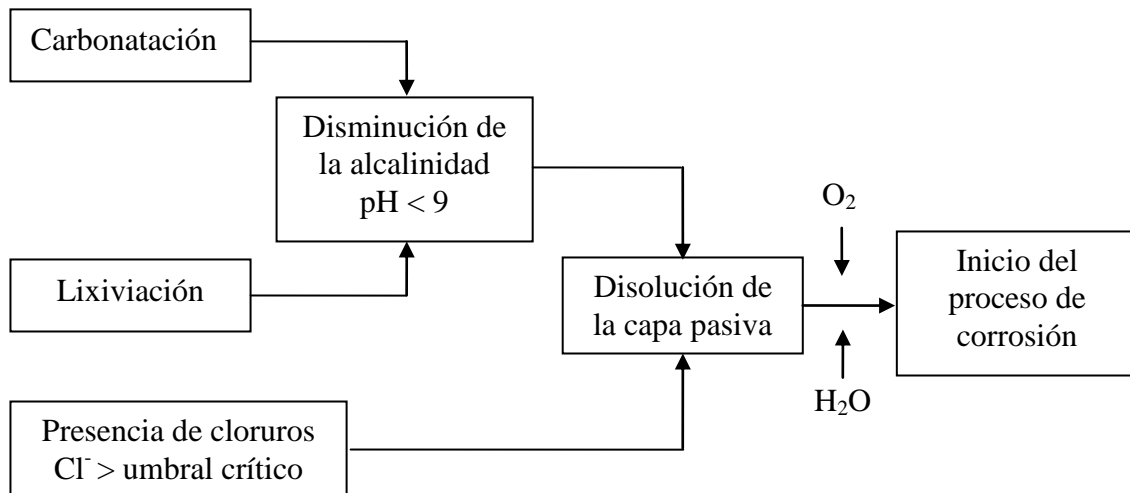 Carbonatación
Disminución de
la alcalinidad
pH < 9
Lixiviación
Presencia de cloruros
Cl⁻ > umbral crítico
Disolución de
la capa pasiva
O₂
H₂O
Inicio del
proceso de
corrosión